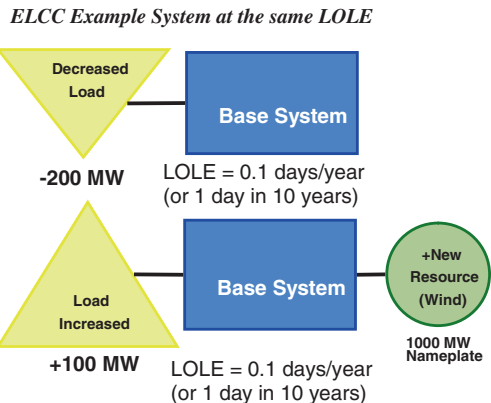 ELCC Example System at the same LOLE
Decreased
Load
Base System
-200 MW
LOLE = 0.1 days/year
(or 1 day in 10 years)
Load
Increased
Base System
+New
Resource
(Wind)
+100 MW
1000 MW
Nameplate
LOLE = 0.1 days/year
(or 1 day in 10 years)